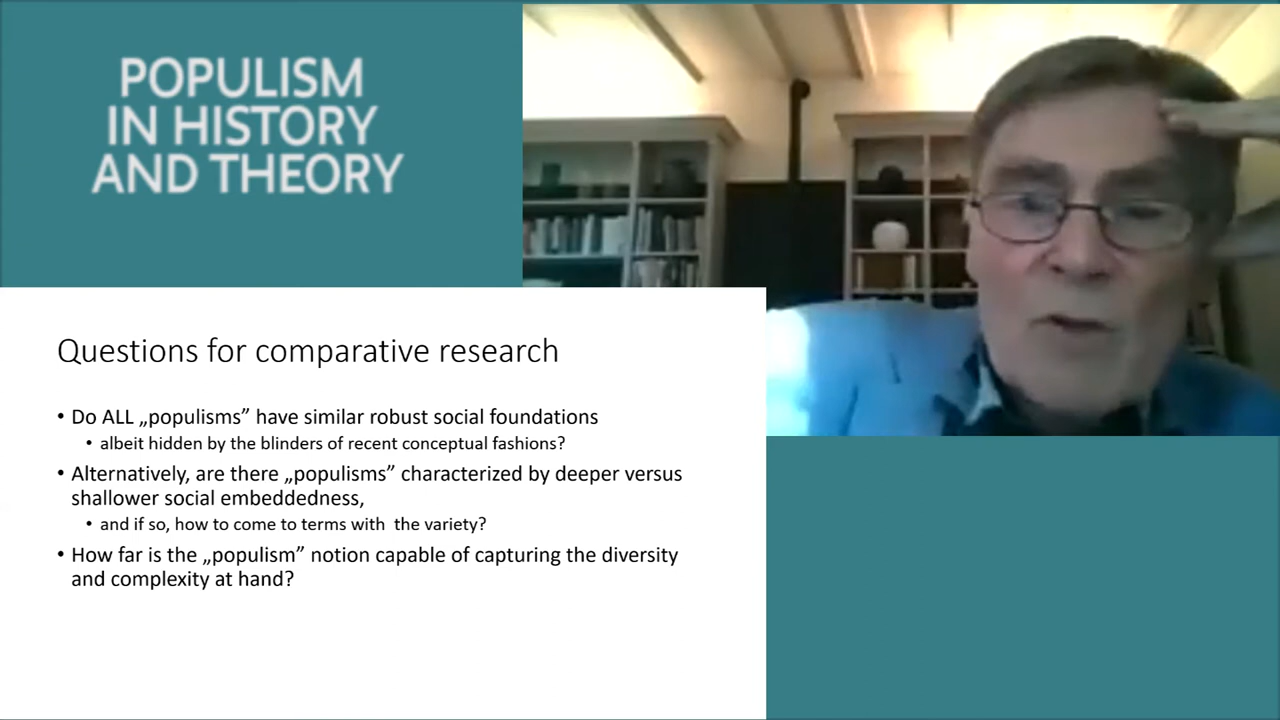 POPULISM
IN HISTORY
AND THEORY
Questions for comparative research
• Do ALL „populisms” have similar robust social foundations
• albeit hidden by the blinders of recent conceptual fashions?
• Alternatively, are there „populisms” characterized by deeper versus
shallower social embeddedness,
• and if so, how to come to terms with the variety?
• How far is the „populism” notion capable of capturing the diversity
and complexity at hand?